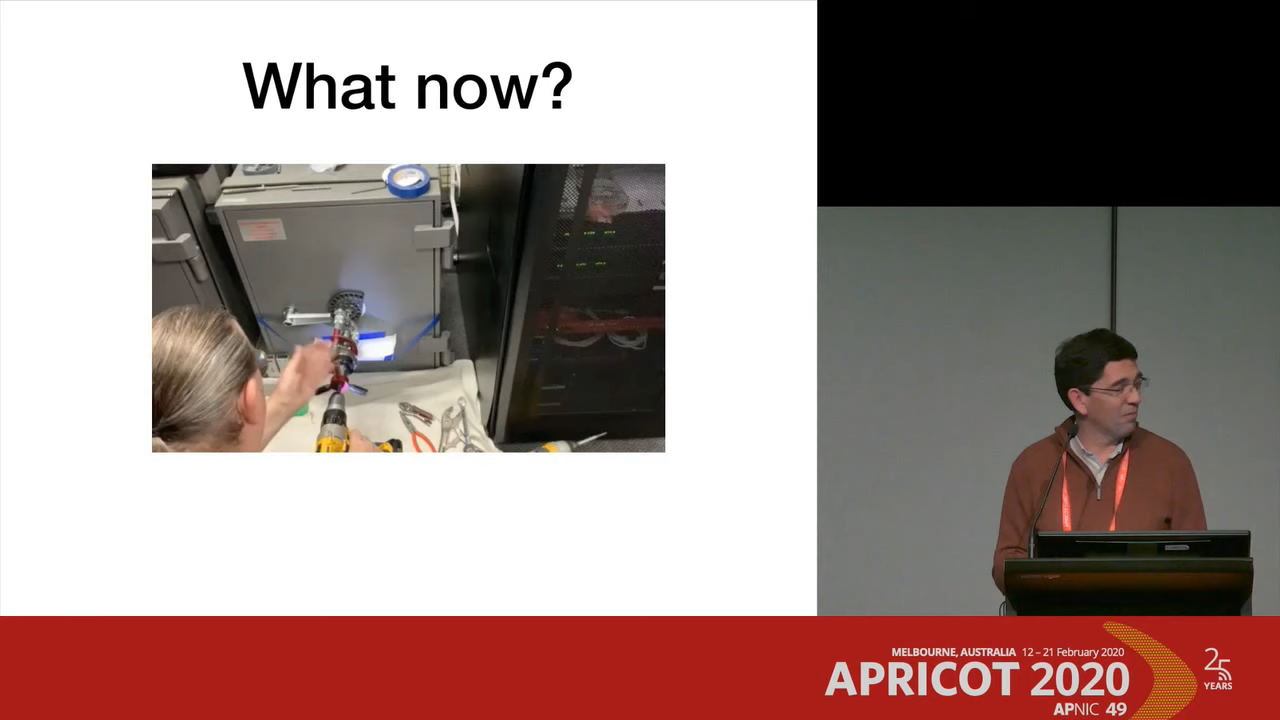 What now?
MELBOURNE, AUSTRALIA 12 – 21 February 2020
APRICOT 2020
APNIC 49
25
YEARS